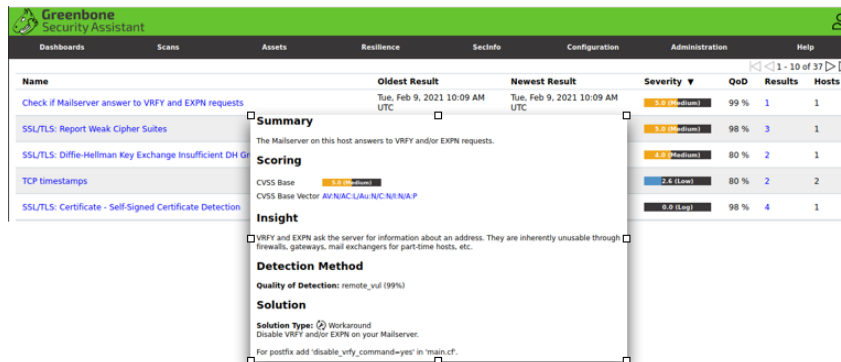 Greenbone
Security Assistant
Dashboards Scans Assets Resilience SecInfo Configuration Administration Help
1 - 10 of 37
Name Oldest Result Newest Result Severity ▼ QoD Results Hosts
Check if Mailserver answer to VRFY and EXPN requests Tue, Feb 9, 2021 10:09 AM UTC Tue, Feb 9, 2021 10:09 AM UTC 5.0 (Medium) 99 % 1 1
SSL/TLS: Report Weak Cipher Suites 5.0 (Medium) 98 % 3 1
SSL/TLS: Diffie-Hellman Key Exchange Insufficient DH Gr 4.0 (Medium) 80 % 2 1
TCP timestamps 2.6 (Low) 80 % 2 2
SSL/TLS: Certificate - Self-Signed Certificate Detection 0.0 (Log) 98 % 4 1
Summary
The Mailserver on this host answers to VRFY and/or EXPN requests.
Scoring
CVSS Base 5.0 (Medium)
CVSS Base Vector AV:N/AC:L/Au:N/C:N/I:N/A:P
Insight
VRFY and EXPN ask the server for information about an address. They are inherently unusable through
firewalls, gateways, mail exchangers for part-time hosts, etc.
Detection Method
Quality of Detection: remote_vul (99%)
Solution
Solution Type: Workaround
Disable VRFY and/or EXPN on your Mailserver.
For postfix add 'disable_vrfy_command=yes' in 'main.cf'.